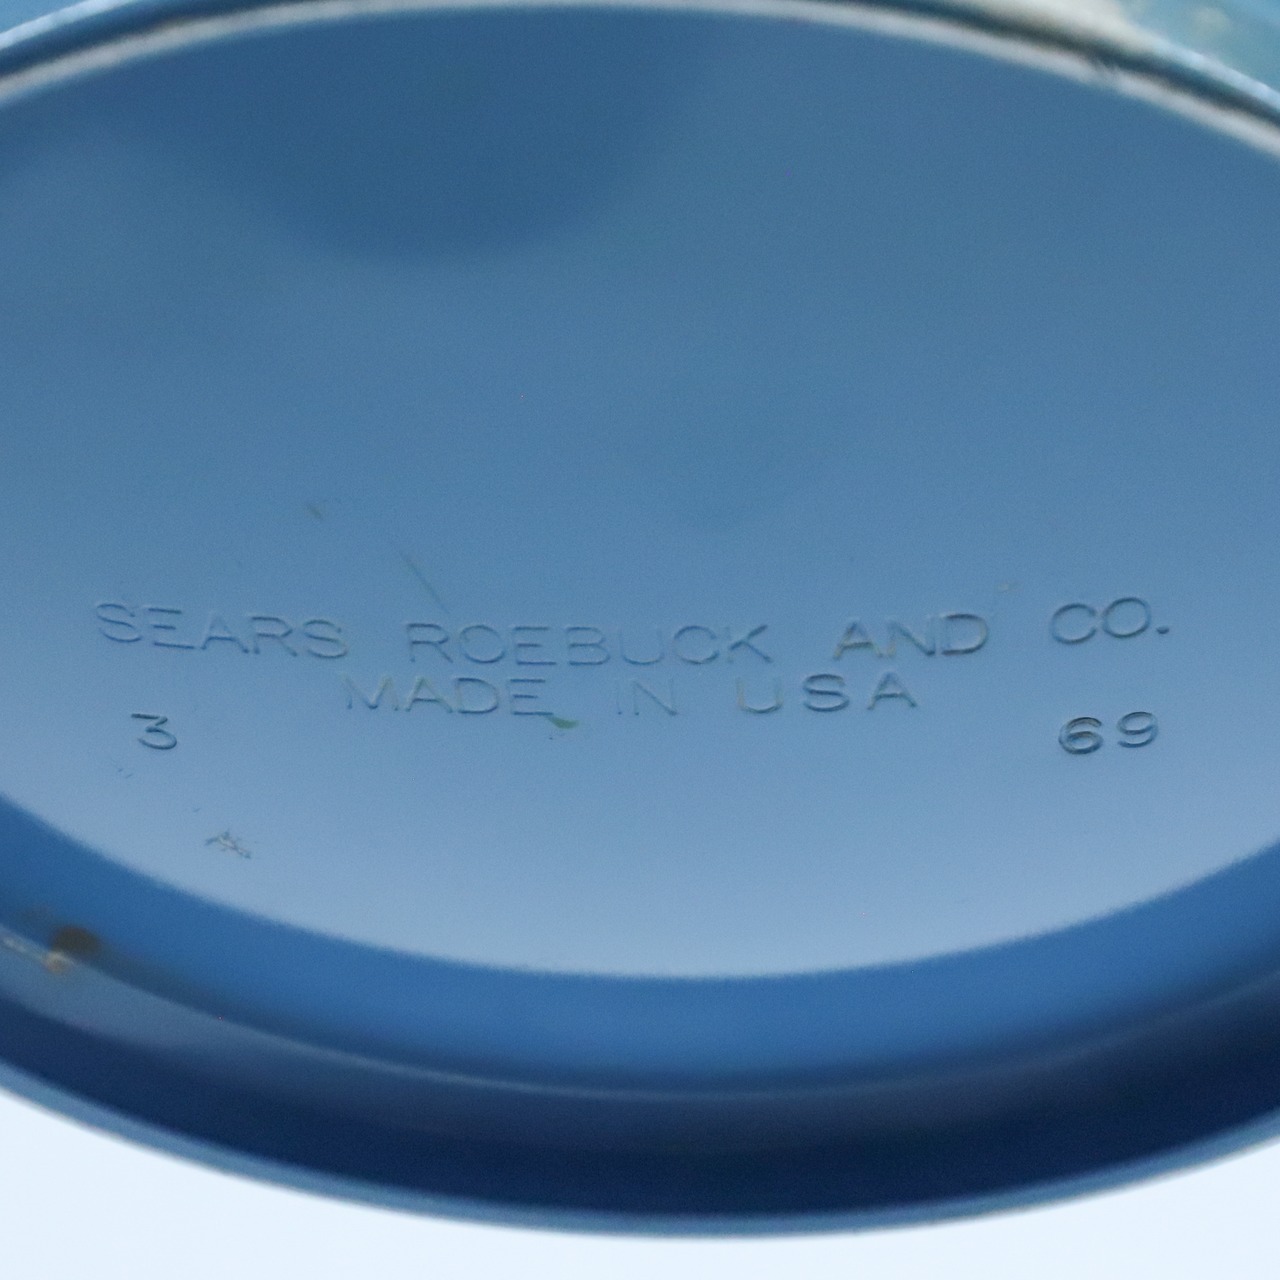 SEARS ROEBUCK AND CO.
MADE IN USA
3 69